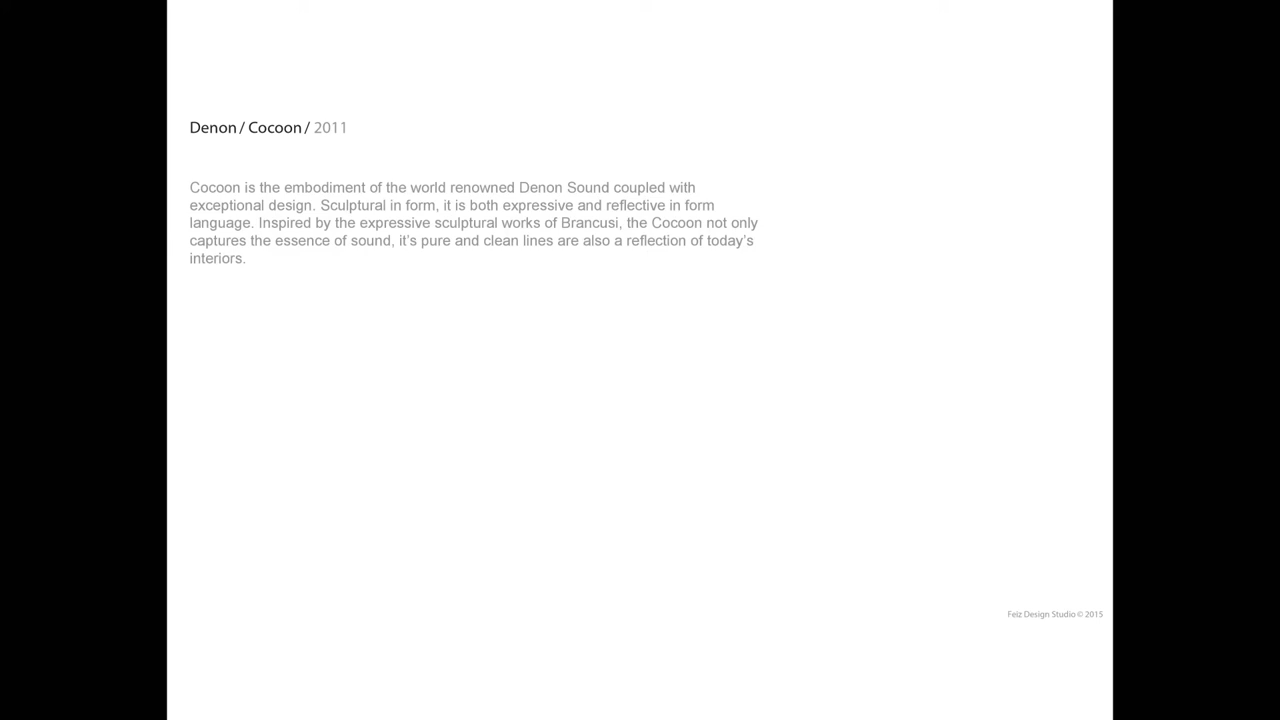 Denon / Cocoon / 2011
Cocoon is the embodiment of the world renowned Denon Sound coupled with
exceptional design. Sculptural in form, it is both expressive and reflective in form
language. Inspired by the expressive sculptural works of Brancusi, the Cocoon not only
captures the essence of sound, it’s pure and clean lines are also a reflection of today’s
interiors.
Feiz Design Studio © 2015